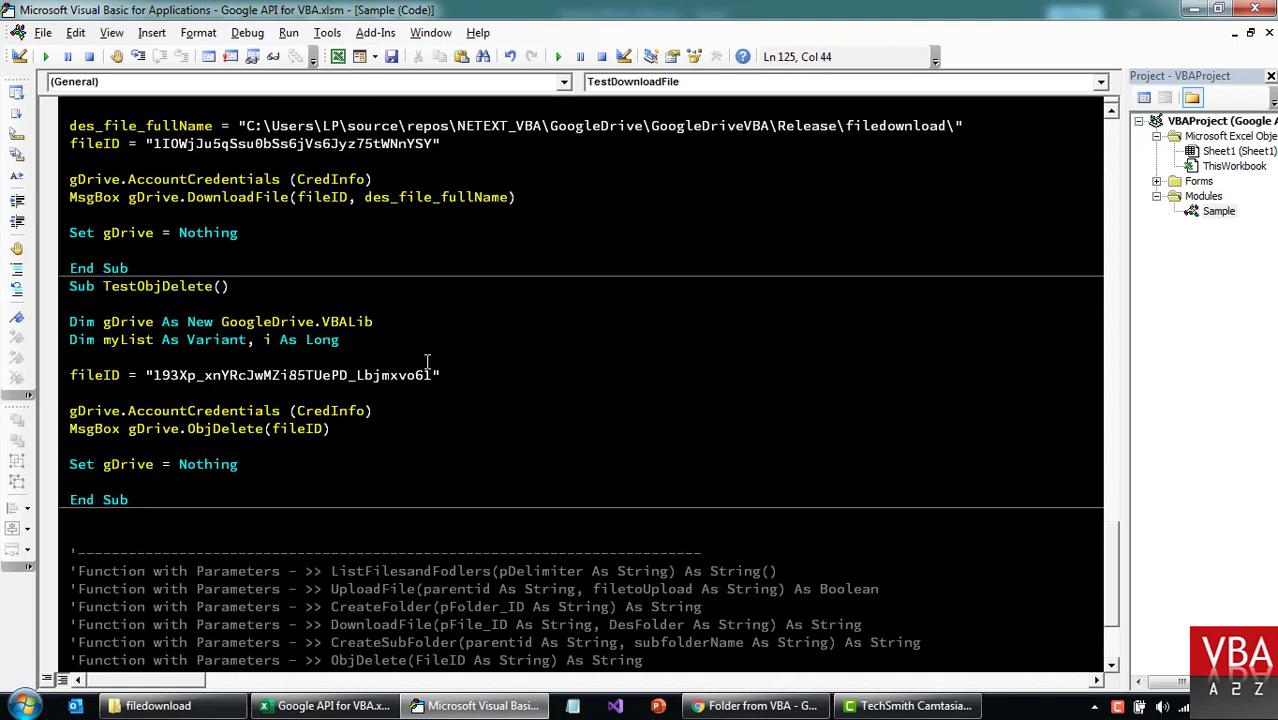 Microsoft Visual Basic for Applications - Google API for VBA.xlsm - [Sample (Code)]
File Edit View Insert Format Debug Run Tools Add-Ins Window Help
Ln 125, Col 44
(General) TestDownloadFile
Project - VBAProject
des_file_fullName = "C:\Users\LP\source\repos\NETEXT_VBA\GoogleDrive\GoogleDriveVBA\Release\filedownload\"
fileID = "1IOWjJu5qSsu0bSs6jVs6Jyz75tWNnYSY"
gDrive.AccountCredentials (CredInfo)
MsgBox gDrive.DownloadFile(fileID, des_file_fullName)
Set gDrive = Nothing
End Sub
Sub TestObjDelete()
Dim gDrive As New GoogleDrive.VBALib
Dim myList As Variant, i As Long
fileID = "193Xp_xnYRcJwMZi85TUePD_Lbjmxvo6i"
gDrive.AccountCredentials (CredInfo)
MsgBox gDrive.ObjDelete(fileID)
Set gDrive = Nothing
End Sub
'--------------------------------------------------------------------------
'Function with Parameters - >> ListFilesandFodlers(pDelimiter As String) As String()
'Function with Parameters - >> UploadFile(parentid As String, filetoUpload As String) As Boolean
'Function with Parameters - >> CreateFolder(pFolder_ID As String) As String
'Function with Parameters - >> DownloadFile(pFile_ID As String, DesFolder As String) As String
'Function with Parameters - >> CreateSubFolder(parentid As String, subfolderName As String) As String
'Function with Parameters - >> ObjDelete(FileID As String) As String
VBAProject (Google A
Microsoft Excel Obje
Sheet1 (Sheet1)
ThisWorkbook
Forms
Modules
Sample
VBA
A 2 Z
filedownload
Google API for VBA.x...
Microsoft Visual Basi...
Folder from VBA - G...
TechSmith Camtasia...